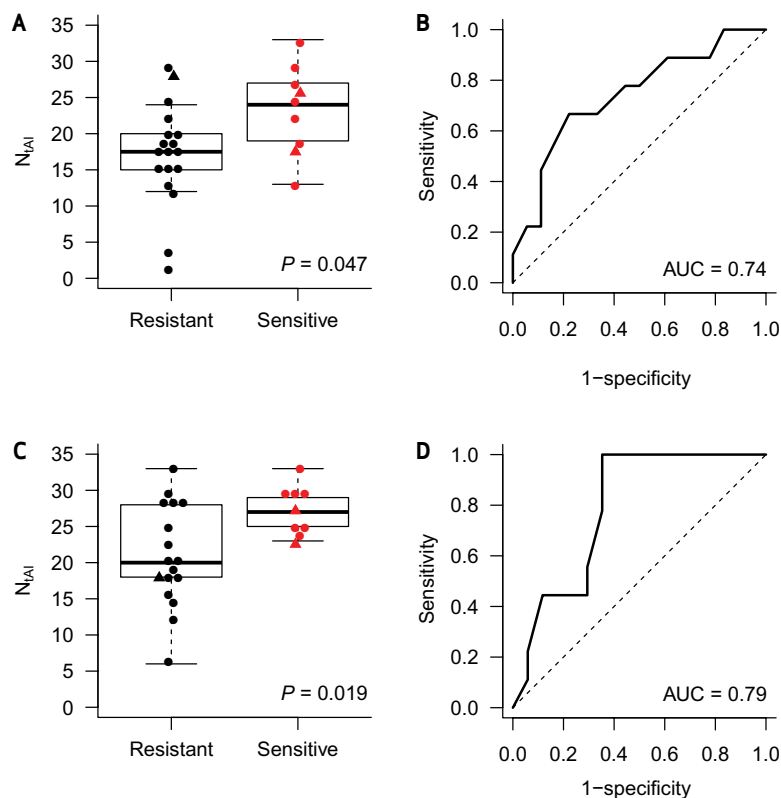 A
35
30
25
20
15
10
5
0
NtAI
P = 0.047
Resistant Sensitive
B
1.0
0.8
0.6
0.4
0.2
0.0
Sensitivity
AUC = 0.74
0.0 0.2 0.4 0.6 0.8 1.0
1−specificity
C
35
30
25
20
15
10
5
0
NtAI
P = 0.019
Resistant Sensitive
D
1.0
0.8
0.6
0.4
0.2
0.0
Sensitivity
AUC = 0.79
0.0 0.2 0.4 0.6 0.8 1.0
1−specificity